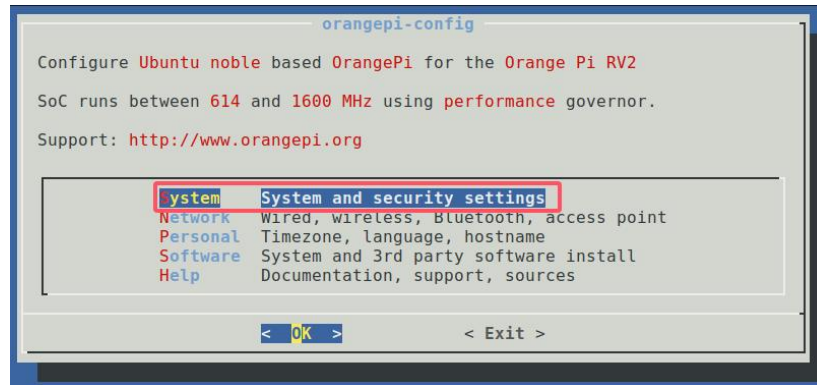 orangepi-config
Configure Ubuntu noble based OrangePi for the Orange Pi RV2
SoC runs between 614 and 1600 MHz using performance governor.
Support: http://www.orangepi.org
System System and security settings
Network Wired, wireless, Bluetooth, access point
Personal Timezone, language, hostname
Software System and 3rd party software install
Help Documentation, support, sources
< OK > < Exit >